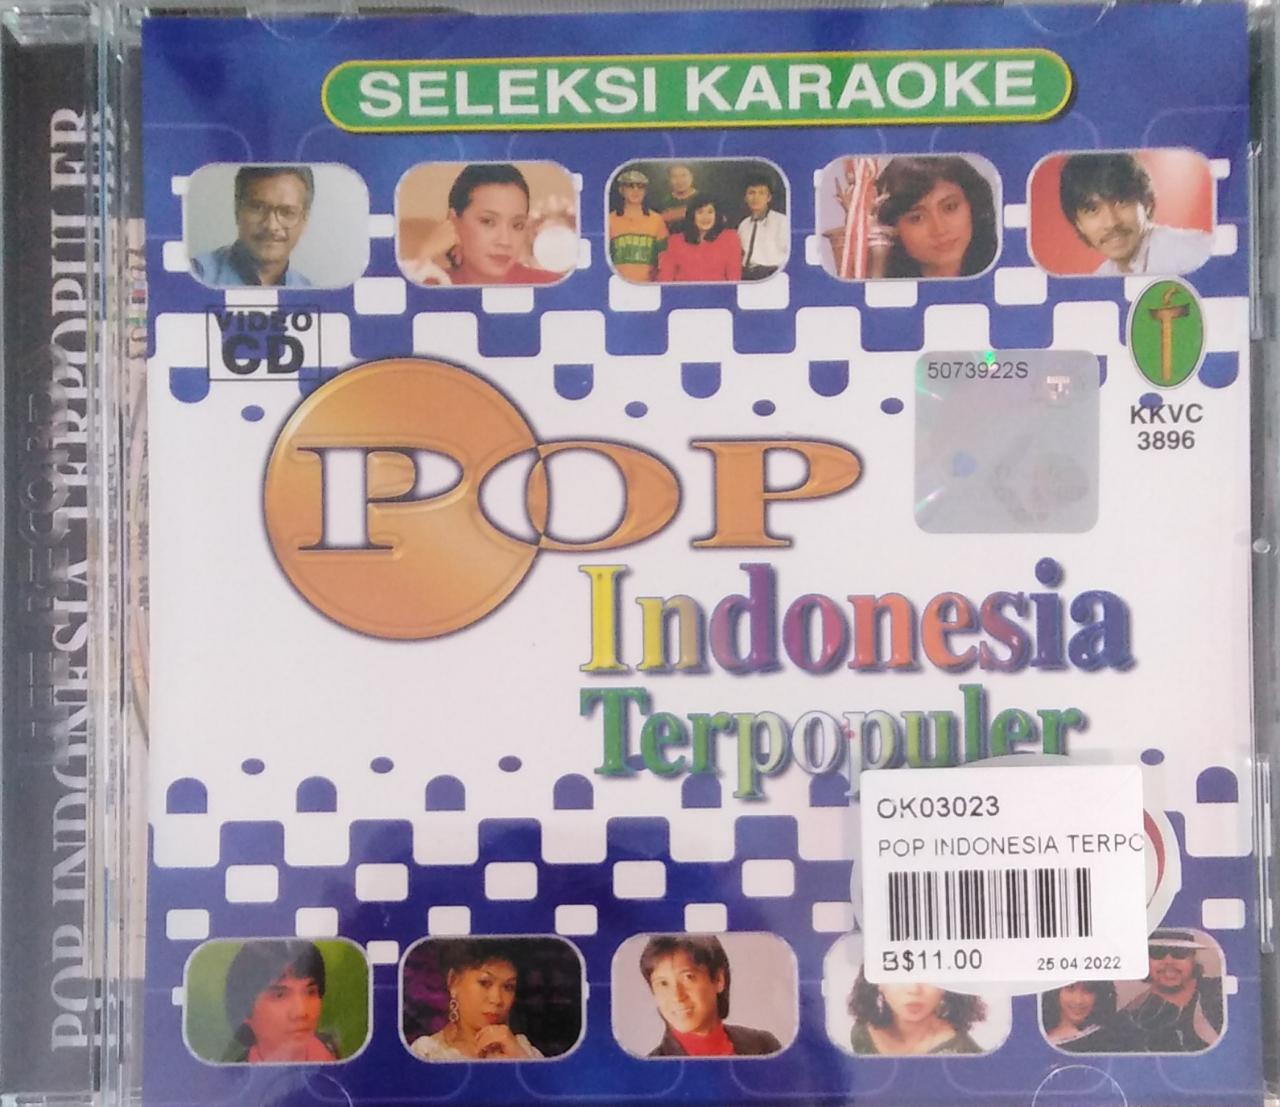 SELEKSI KARAOKE
VIDEO
CD
5073922S
KKVC
3896
POP
Indonesia
Terpopuler
OK03023
POP INDONESIA TERPO
B$11.00
25 04 2022
POP INDONESIA TERPOPULER